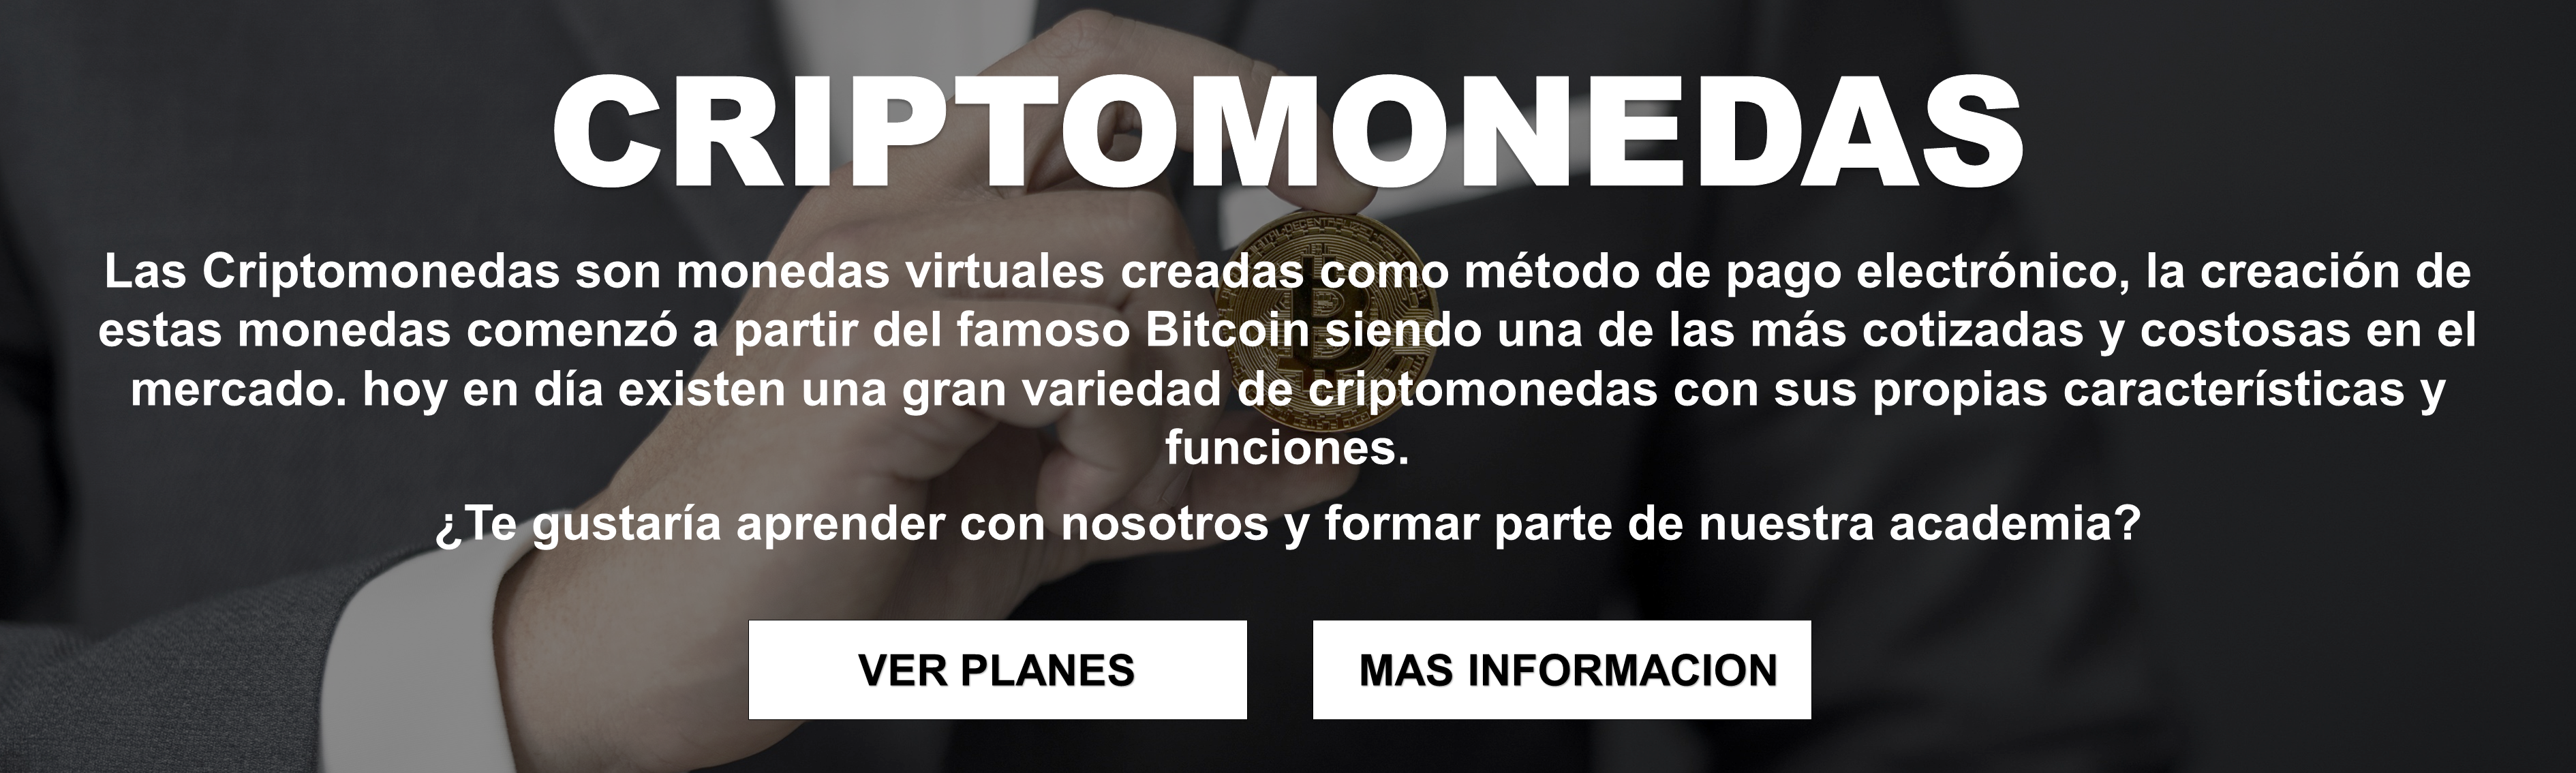 CRIPTOMONEDAS
Las Criptomonedas son monedas virtuales creadas como método de pago electrónico, la creación de
estas monedas comenzó a partir del famoso Bitcoin siendo una de las más cotizadas y costosas en el
mercado. hoy en día existen una gran variedad de criptomonedas con sus propias características y
funciones.
¿Te gustaría aprender con nosotros y formar parte de nuestra academia?
VER PLANES
MAS INFORMACION